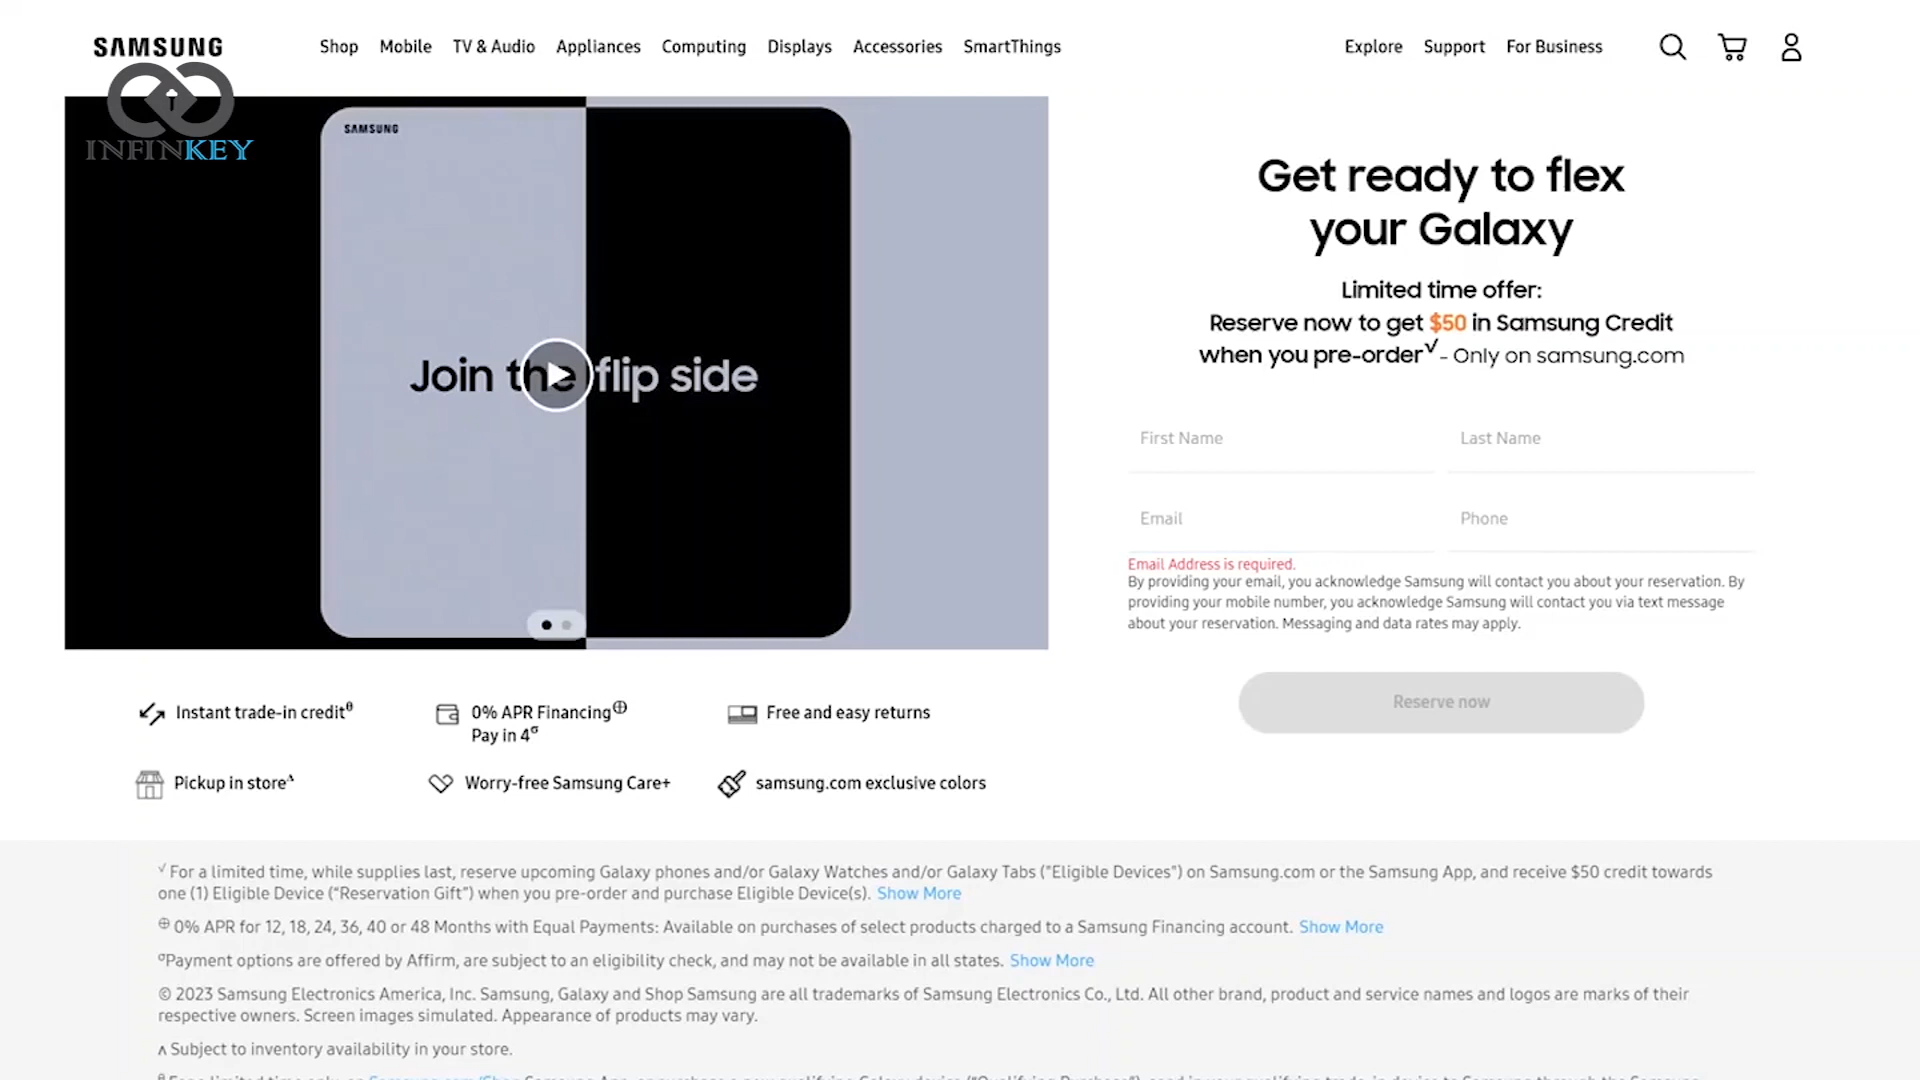 SAMSUNG
Shop Mobile TV & Audio Appliances Computing Displays Accessories SmartThings
Explore Support For Business
INFINKEY
SAMSUNG
Join the flip side
Get ready to flex
your Galaxy
Limited time offer:
Reserve now to get $50 in Samsung Credit
when you pre-order√ - Only on samsung.com
First Name Last Name
Email Phone
Email Address is required.
By providing your email, you acknowledge Samsung will contact you about your reservation. By
providing your mobile number, you acknowledge Samsung will contact you via text message
about your reservation. Messaging and data rates may apply.
Reserve now
Instant trade-in creditθ
0% APR Financing⊕
Pay in 4σ
Free and easy returns
Pickup in store^
Worry-free Samsung Care+
samsung.com exclusive colors
√ For a limited time, while supplies last, reserve upcoming Galaxy phones and/or Galaxy Watches and/or Galaxy Tabs (“Eligible Devices”) on Samsung.com or the Samsung App, and receive $50 credit towards
one (1) Eligible Device (“Reservation Gift”) when you pre-order and purchase Eligible Device(s). Show More
⊕ 0% APR for 12, 18, 24, 36, 40 or 48 Months with Equal Payments: Available on purchases of select products charged to a Samsung Financing account. Show More
σPayment options are offered by Affirm, are subject to an eligibility check, and may not be available in all states. Show More
© 2023 Samsung Electronics America, Inc. Samsung, Galaxy and Shop Samsung are all trademarks of Samsung Electronics Co., Ltd. All other brand, product and service names and logos are marks of their
respective owners. Screen images simulated. Appearance of products may vary.
^ Subject to inventory availability in your store.